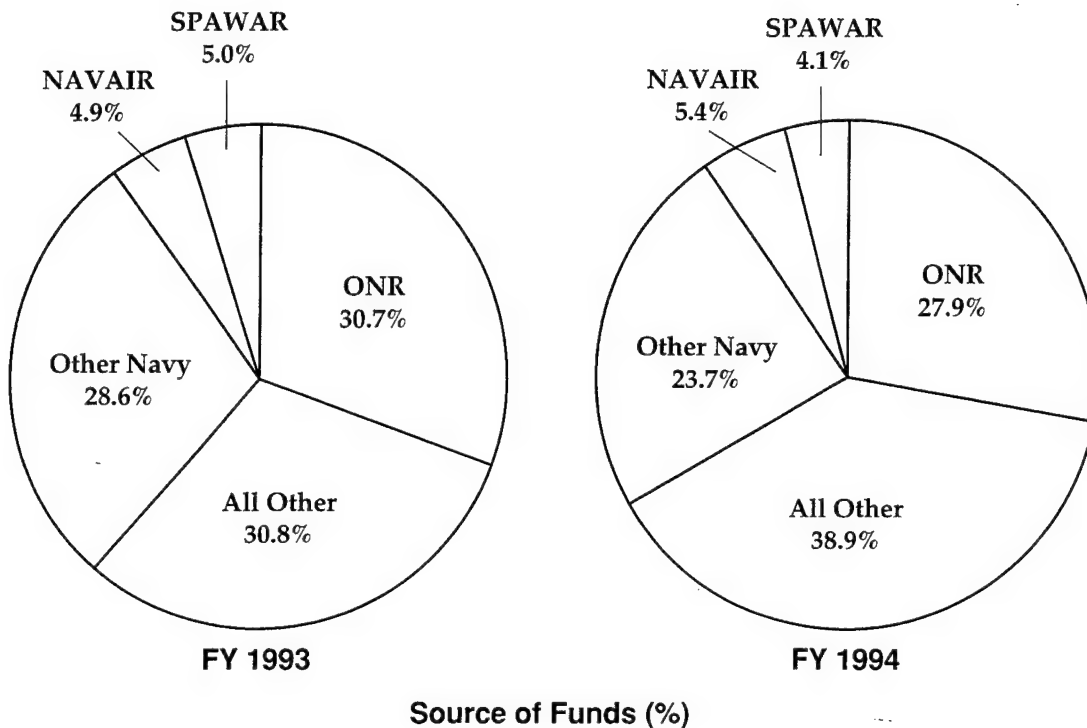 SPAWAR
5.0%
NAVAIR
4.9%
ONR
30.7%
Other Navy
28.6%
All Other
30.8%
FY 1993
SPAWAR
4.1%
NAVAIR
5.4%
ONR
27.9%
Other Navy
23.7%
All Other
38.9%
FY 1994
Source of Funds (%)